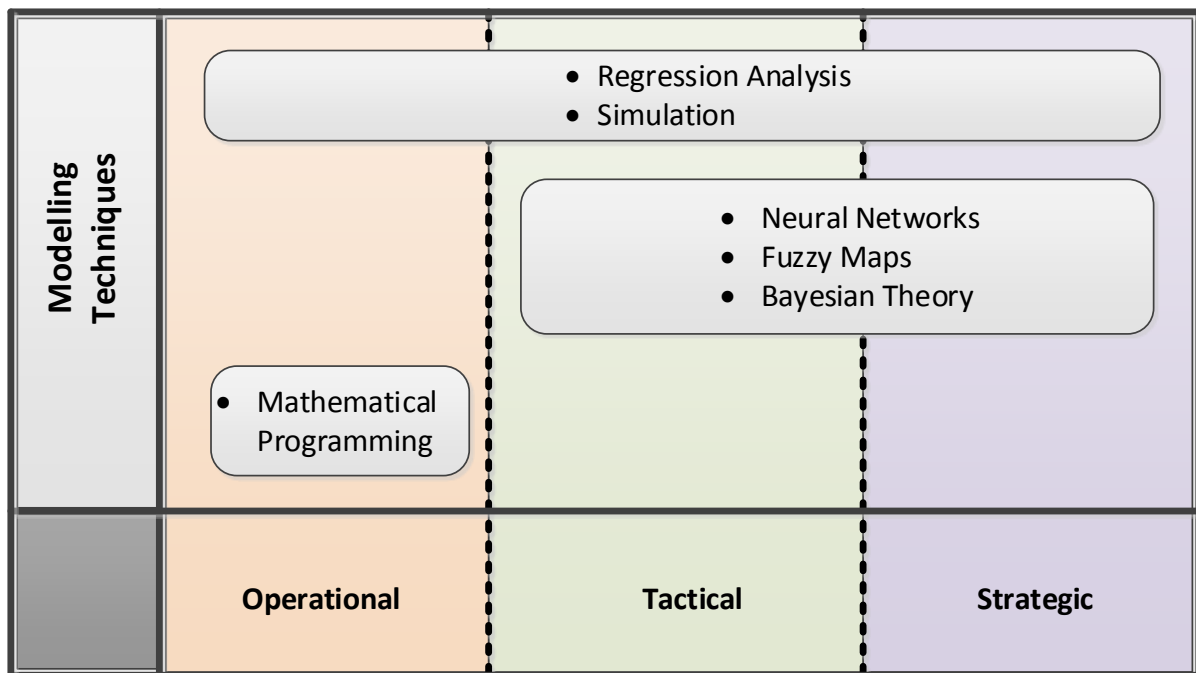 Modelling
Techniques
• Regression Analysis
• Simulation
• Neural Networks
• Fuzzy Maps
• Bayesian Theory
• Mathematical
Programming
Operational
Tactical
Strategic